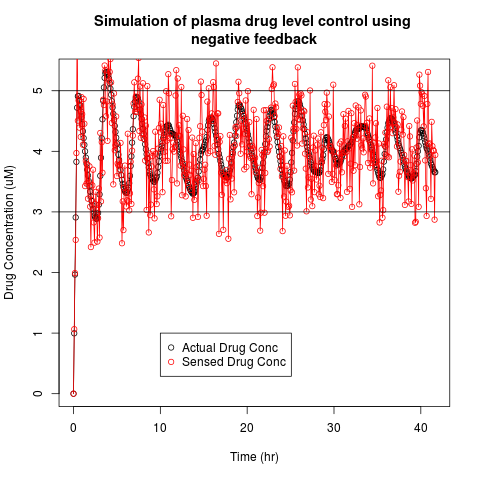 Simulation of plasma drug level control using
negative feedback
Drug Concentration (uM)
5
4
3
2
1
0
Actual Drug Conc
Sensed Drug Conc
0 10 20 30 40
Time (hr)